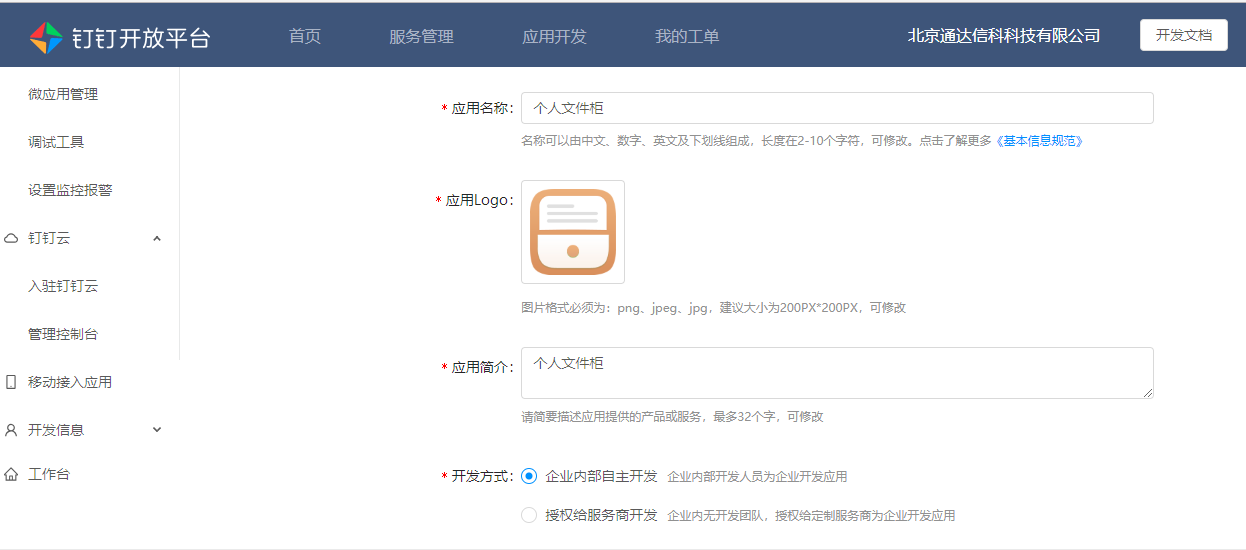 钉钉开放平台 首页 服务管理 应用开发 我的工单 北京通达信科科技有限公司 开发文档
微应用管理
调试工具
设置监控报警
钉钉云
入驻钉钉云
管理控制台
移动接入应用
开发信息
工作台
* 应用名称: 个人文件柜
名称可以由中文、数字、英文及下划线组成，长度在2-10个字符，可修改。点击了解更多《基本信息规范》
* 应用Logo:
图片格式必须为：png、jpeg、jpg，建议大小为200PX*200PX，可修改
* 应用简介: 个人文件柜
请简要描述应用提供的产品或服务，最多32个字，可修改
* 开发方式: 企业内部自主开发 企业内部开发人员为企业开发应用
授权给服务商开发 企业内无开发团队，授权给定制服务商为企业开发应用